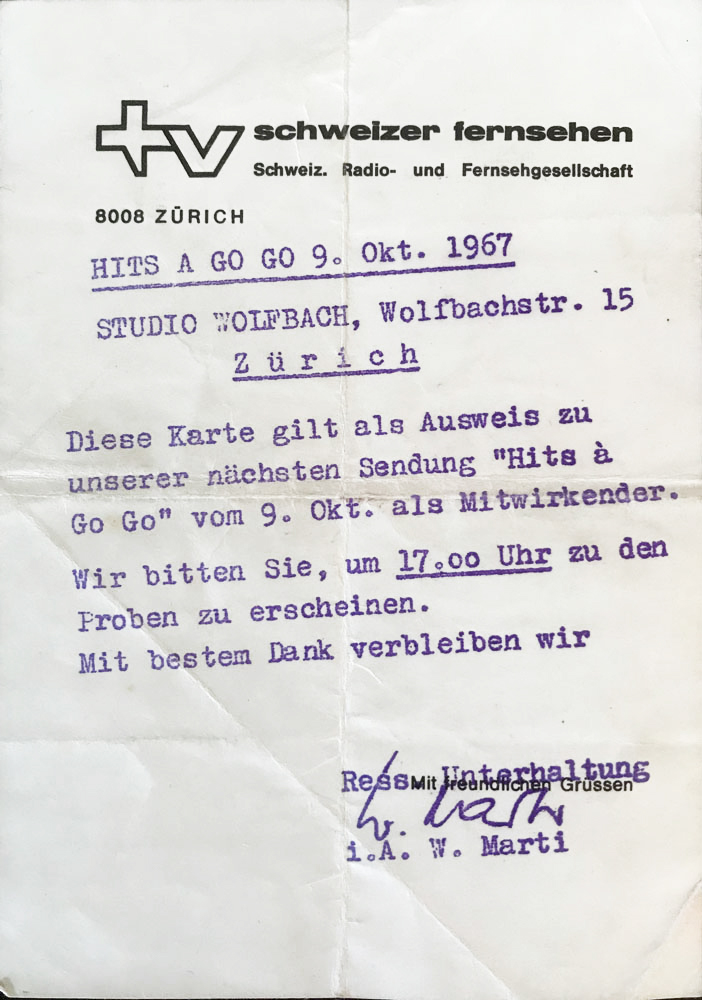 tv schweizer fernsehen
Schweiz. Radio- und Fernsehgesellschaft
8008 ZÜRICH
HITS A GO GO 9. Okt. 1967
STUDIO WOLFBACH, Wolfbachstr. 15
Zürich
Diese Karte gilt als Ausweis zu
unserer nächsten Sendung "Hits à
Go Go" vom 9. Okt. als Mitwirkender.
Wir bitten Sie, um 17.oo Uhr zu den
Proben zu erscheinen.
Mit bestem Dank verbleiben wir
Ress. Unterhaltung
Mit freundlichen Grüssen
W. Marti
i.A. W. Marti